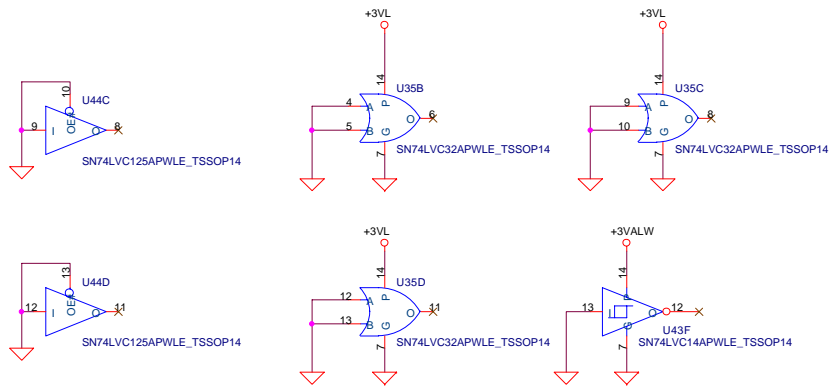 +3VL
+3VL
10
U44C
9
I
OE#
O
8
SN74LVC125APWLE_TSSOP14
14
U35B
4
A
P
5
B
G
O
6
7
SN74LVC32APWLE_TSSOP14
14
U35C
9
A
P
10
B
G
O
8
7
SN74LVC32APWLE_TSSOP14
+3VL
+3VALW
13
U44D
12
I
OE#
O
11
SN74LVC125APWLE_TSSOP14
14
U35D
12
A
P
13
B
G
O
11
7
SN74LVC32APWLE_TSSOP14
14
13
I
P
G
O
12
U43F
7
SN74LVC14APWLE_TSSOP14